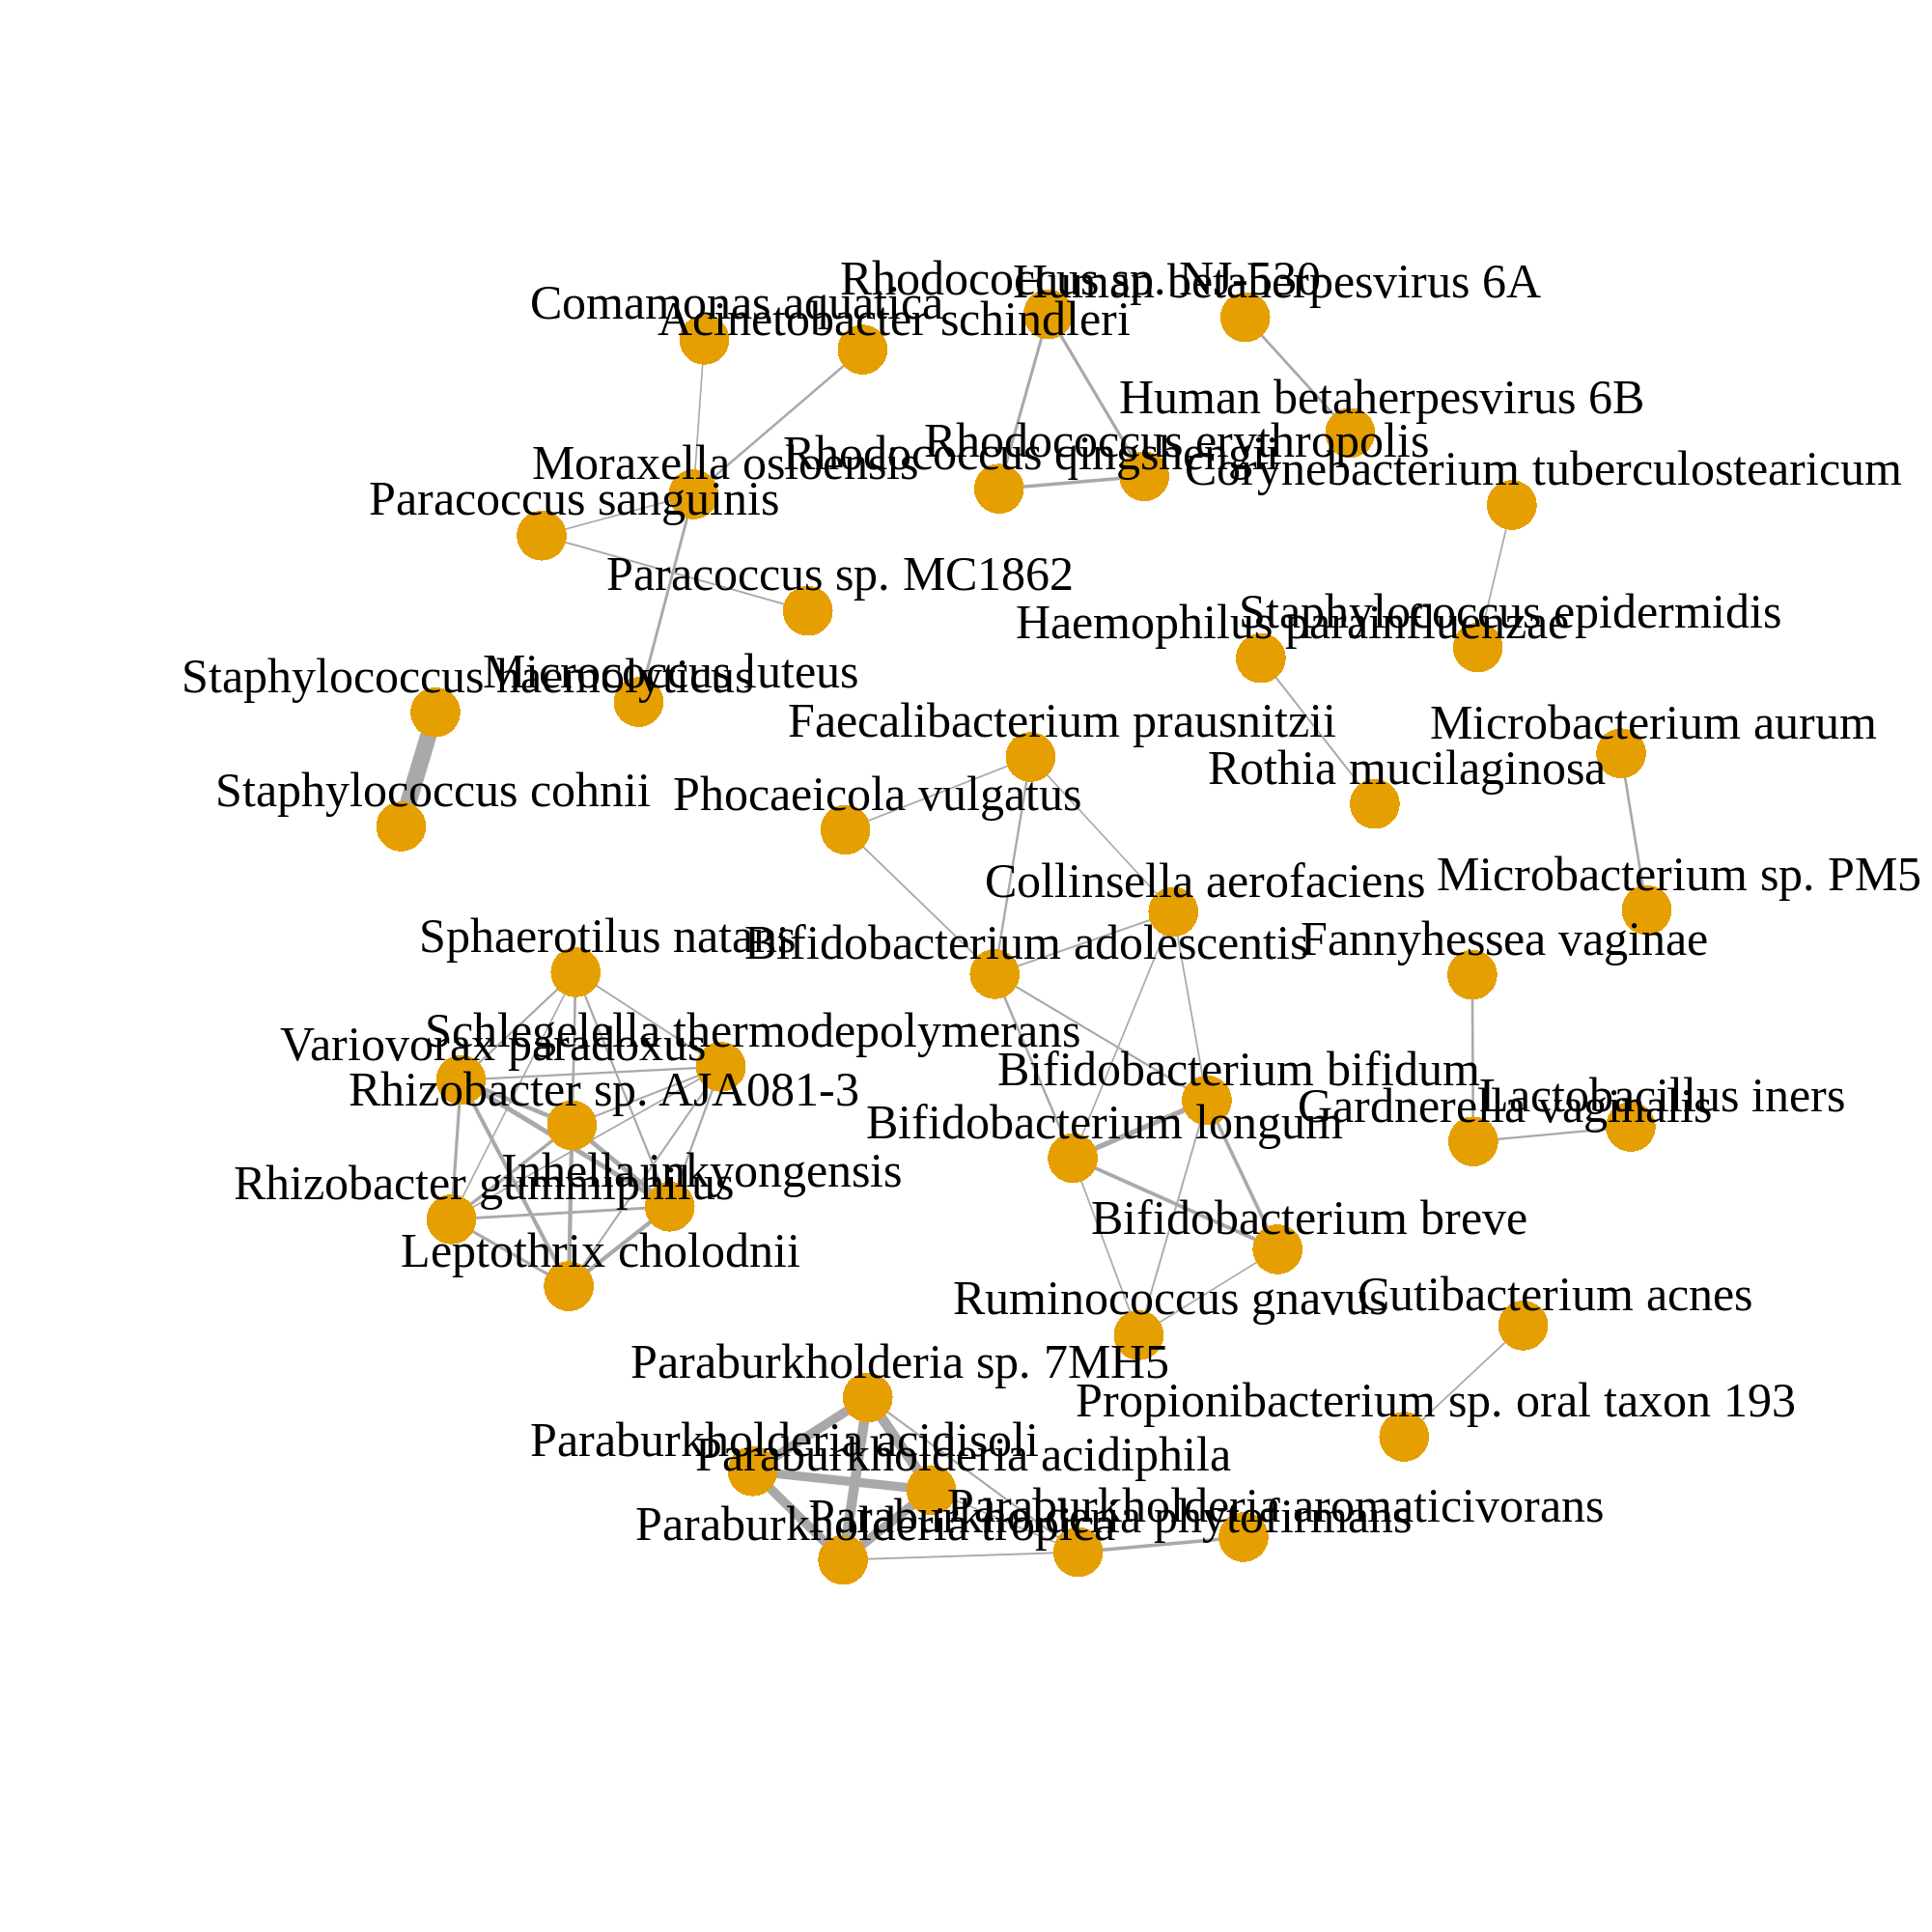 Rhodococcus sp. NJ-530
Human betaherpesvirus 6A
Comamonas aquatica
Acinetobacter schindleri
Human betaherpesvirus 6B
Rhodococcus erythropolis
Rhodococcus qingshengii
Moraxella osloensis
Corynebacterium tuberculostearicum
Paracoccus sanguinis
Paracoccus sp. MC1862
Staphylococcus epidermidis
Haemophilus parainfluenzae
Micrococcus luteus
Staphylococcus haemolyticus
Faecalibacterium prausnitzii
Microbacterium aurum
Rothia mucilaginosa
Staphylococcus cohnii
Phocaeicola vulgatus
Collinsella aerofaciens
Microbacterium sp. PM5
Sphaerotilus natans
Bifidobacterium adolescentis
Fannyhessea vaginae
Schlegelella thermodepolymerans
Variovorax paradoxus
Bifidobacterium bifidum
Rhizobacter sp. AJA081-3
Lactobacillus iners
Gardnerella vaginalis
Bifidobacterium longum
Inhella inkyongensis
Rhizobacter gummiphilus
Bifidobacterium breve
Leptothrix cholodnii
Ruminococcus gnavus
Cutibacterium acnes
Paraburkholderia sp. 7MH5
Propionibacterium sp. oral taxon 193
Paraburkholderia acidisoli
Paraburkholderia acidiphila
Paraburkholderia aromaticivorans
Paraburkholderia phytofirmans
Paraburkholderia tropica